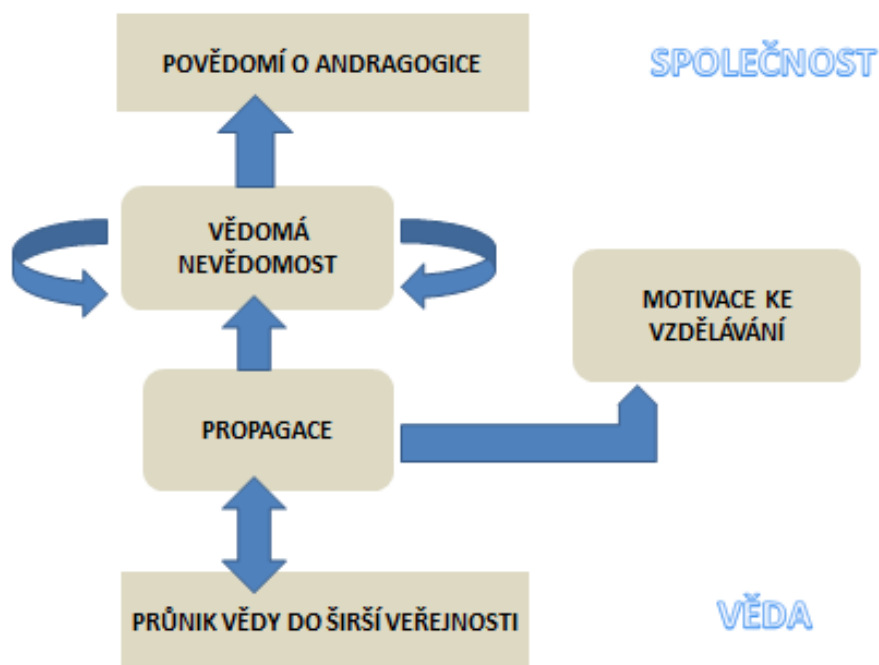 POVĚDOMÍ O ANDRAGOGICE
SPOLEČNOST
VĚDOMÁ
NEVĚDOMOST
MOTIVACE KE
VZDĚLÁVÁNÍ
PROPAGACE
PRŮNIK VĚDY DO ŠIRŠÍ VEŘEJNOSTI
VĚDA